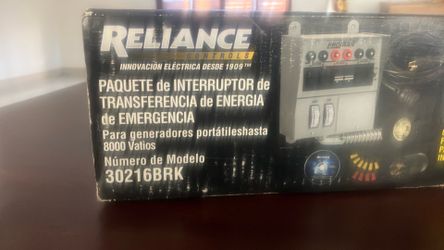 RELIANCE
CONTROLS
INNOVACIÓN ELÉCTRICA DESDE 1909™
PAQUETE de INTERRUPTOR de
TRANSFERENCIA de ENERGIA
de EMERGENCIA
Para generadores portátileshasta
8000 Vatios
Número de Modelo
30216BRK